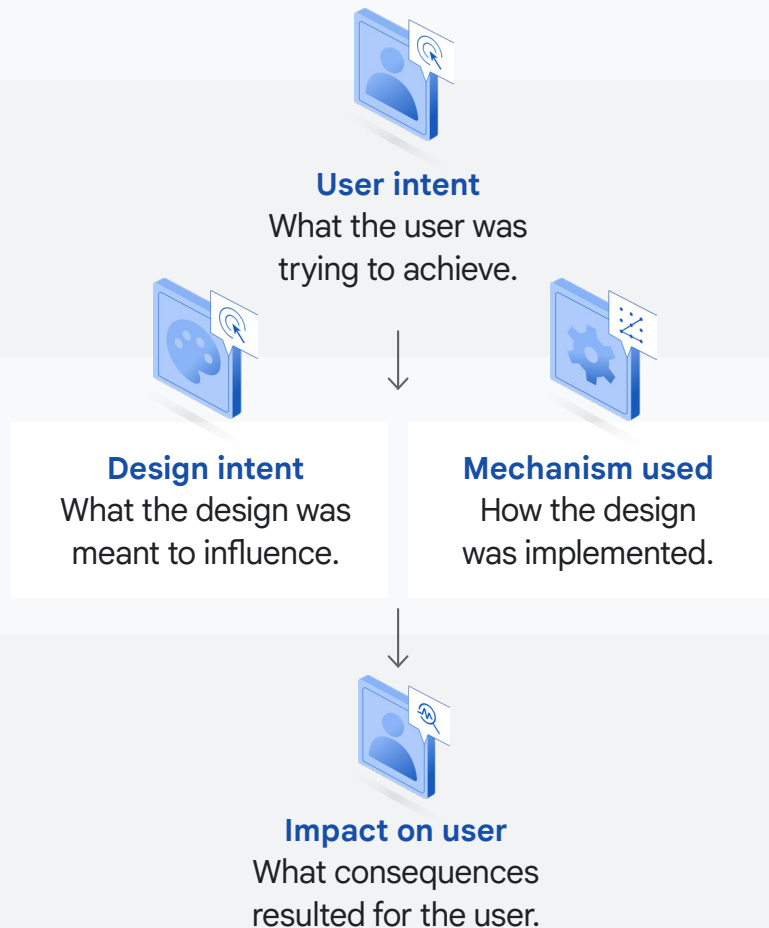 User intent
What the user was
trying to achieve.
Design intent
What the design was
meant to influence.
Mechanism used
How the design
was implemented.
Impact on user
What consequences
resulted for the user.